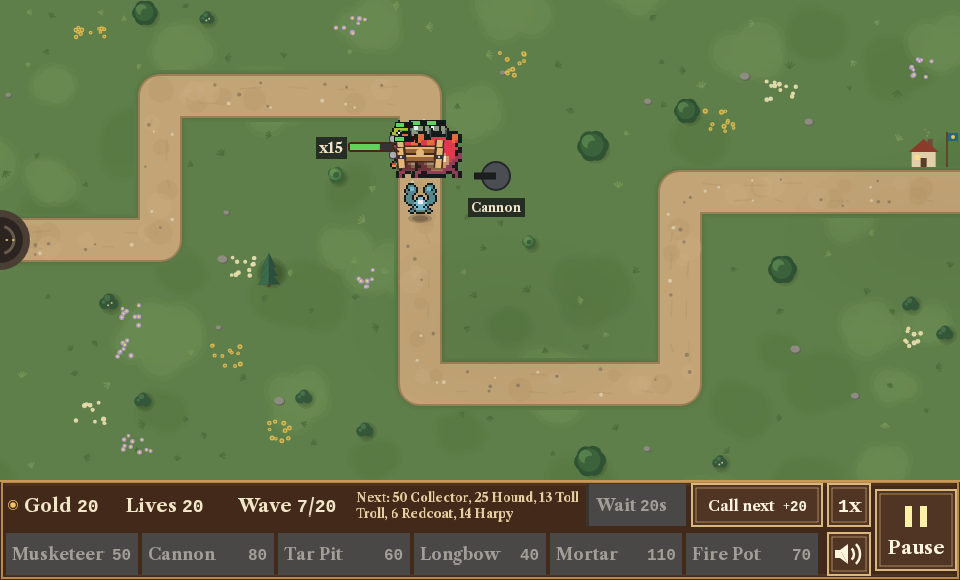 x15
Cannon
Gold 20
Lives 20
Wave 7/20
Next: 50 Collector, 25 Hound, 13 Toll
Troll, 6 Redcoat, 14 Harpy
Wait 20s
Call next +20
1x
Pause
Musketeer 50
Cannon 80
Tar Pit 60
Longbow 40
Mortar 110
Fire Pot 70